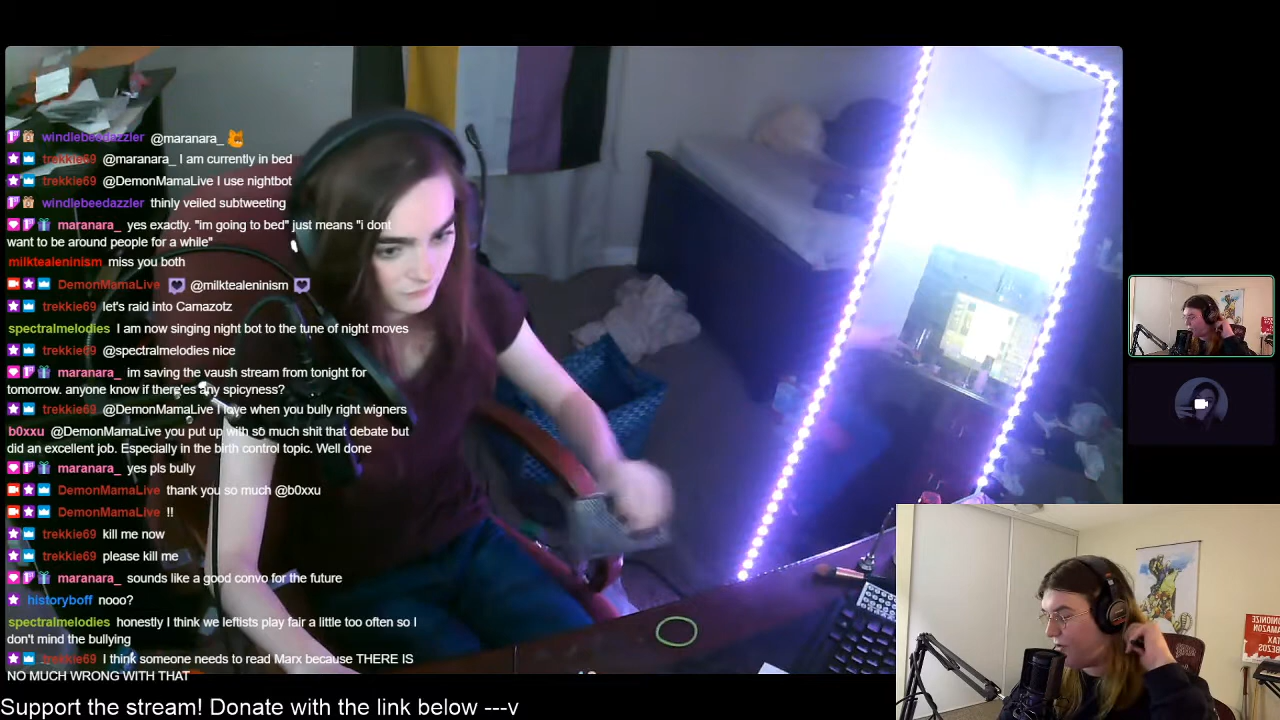 windlebeedazzler @maranara_
trekkie69 @maranara_ I am currently in bed
trekkie69 @DemonMamaLive I use nightbot
windlebeedazzler thinly veiled subtweeting
maranara_ yes exactly. "im going to bed" just means "i dont
want to be around people for a while"
milktealeninism miss you both
DemonMamaLive @milktealeninism
trekkie69 let's raid into Camazotz
spectralmelodies I am now singing night bot to the tune of night moves
trekkie69 @spectralmelodies nice
maranara_ im saving the vaush stream from tonight for
tomorrow. anyone know if there'es any spicyness?
trekkie69 @DemonMamaLive I love when you bully right wigners
b0xxu @DemonMamaLive you put up with so much shit that debate but
did an excellent job. Especially in the birth control topic. Well done
maranara_ yes pls bully
DemonMamaLive thank you so much @b0xxu
DemonMamaLive !!
trekkie69 kill me now
trekkie69 please kill me
maranara_ sounds like a good convo for the future
historyboff nooo?
spectralmelodies honestly I think we leftists play fair a little too often so I
don't mind the bullying
trekkie69 I think someone needs to read Marx because THERE IS
NO MUCH WRONG WITH THAT
UNIONIZE
AMAZON
TAX
BEZOS
Support the stream! Donate with the link below ---v